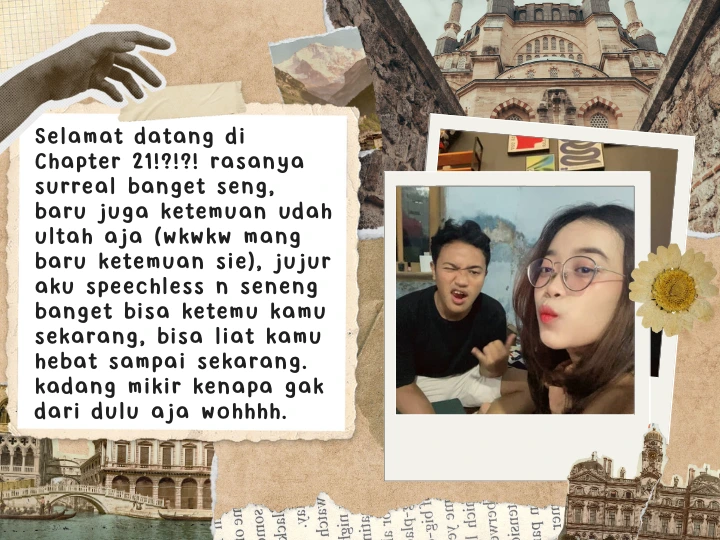 Selamat datang di
Chapter 21!?!?! rasanya
surreal banget seng,
baru juga ketemuan udah
ultah aja (wkwkw mang
baru ketemuan sie), jujur
aku speechless n seneng
banget bisa ketemu kamu
sekarang, bisa liat kamu
hebat sampai sekarang.
kadang mikir kenapa gak
dari dulu aja wohhhh.